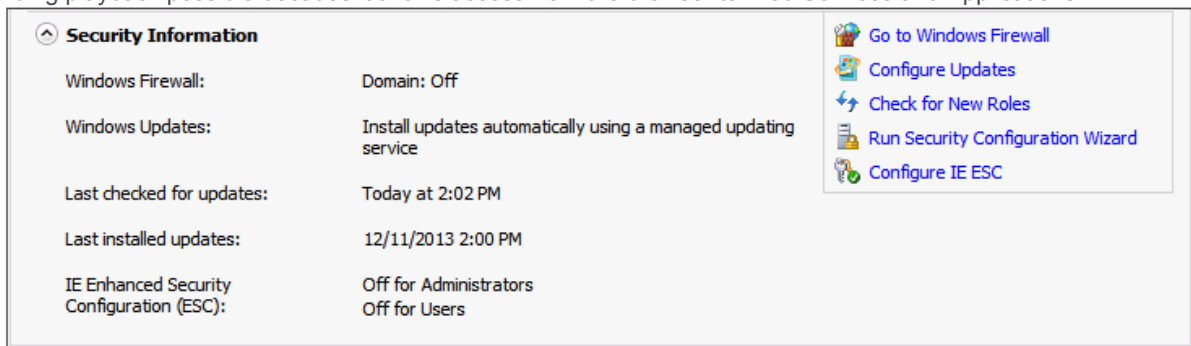 Security Information
Windows Firewall: Domain: Off
Windows Updates: Install updates automatically using a managed updating
service
Last checked for updates: Today at 2:02 PM
Last installed updates: 12/11/2013 2:00 PM
IE Enhanced Security Off for Administrators
Configuration (ESC): Off for Users
Go to Windows Firewall
Configure Updates
Check for New Roles
Run Security Configuration Wizard
Configure IE ESC